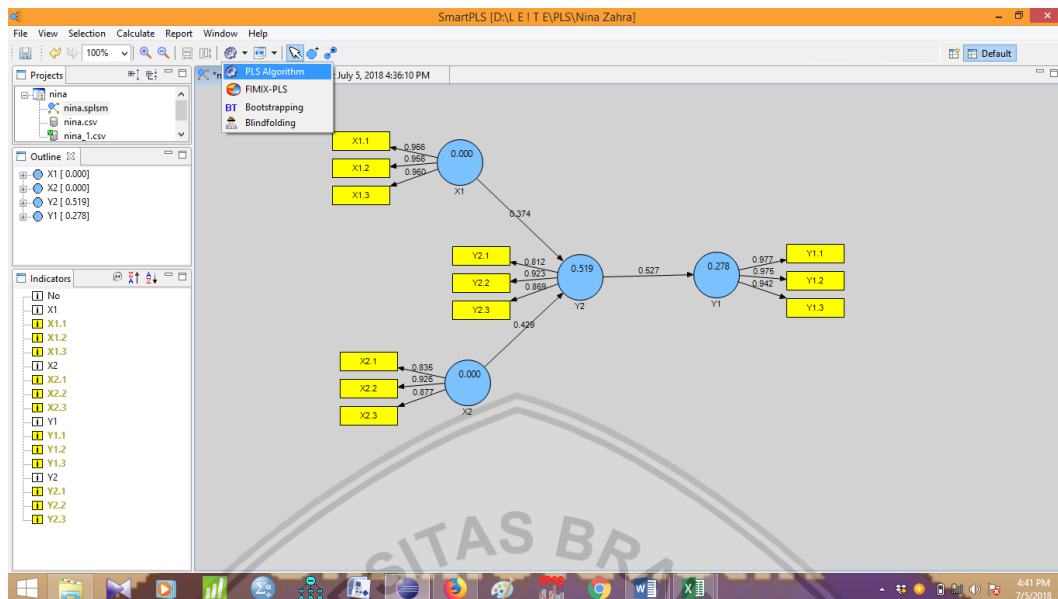 SmartPLS [D:\L E ! T E\PLS\Nina Zahra]
File View Selection Calculate Report Window Help
100%
Default
Projects
nina
nina.splsm
nina.csv
nina_1.csv
PLS Algorithm
FIMIX-PLS
BT Bootstrapping
Blindfolding
July 5, 2018 4:36:10 PM
Outline
X1 [ 0.000]
X2 [ 0.000]
Y2 [ 0.519]
Y1 [ 0.278]
Indicators
No
X1
X1.1
X1.2
X1.3
X2
X2.1
X2.2
X2.3
Y1
Y1.1
Y1.2
Y1.3
Y2
Y2.1
Y2.2
Y2.3
X1.1
X1.2
X1.3
0.966
0.966
0.960
0.000
X1
0.374
Y2.1
Y2.2
Y2.3
0.812
0.923
0.869
0.519
Y2
0.527
0.278
Y1
0.977
0.975
0.942
Y1.1
Y1.2
Y1.3
0.429
X2.1
X2.2
X2.3
0.835
0.926
0.877
0.000
X2
SITAS BRA
4:41 PM
7/5/2018